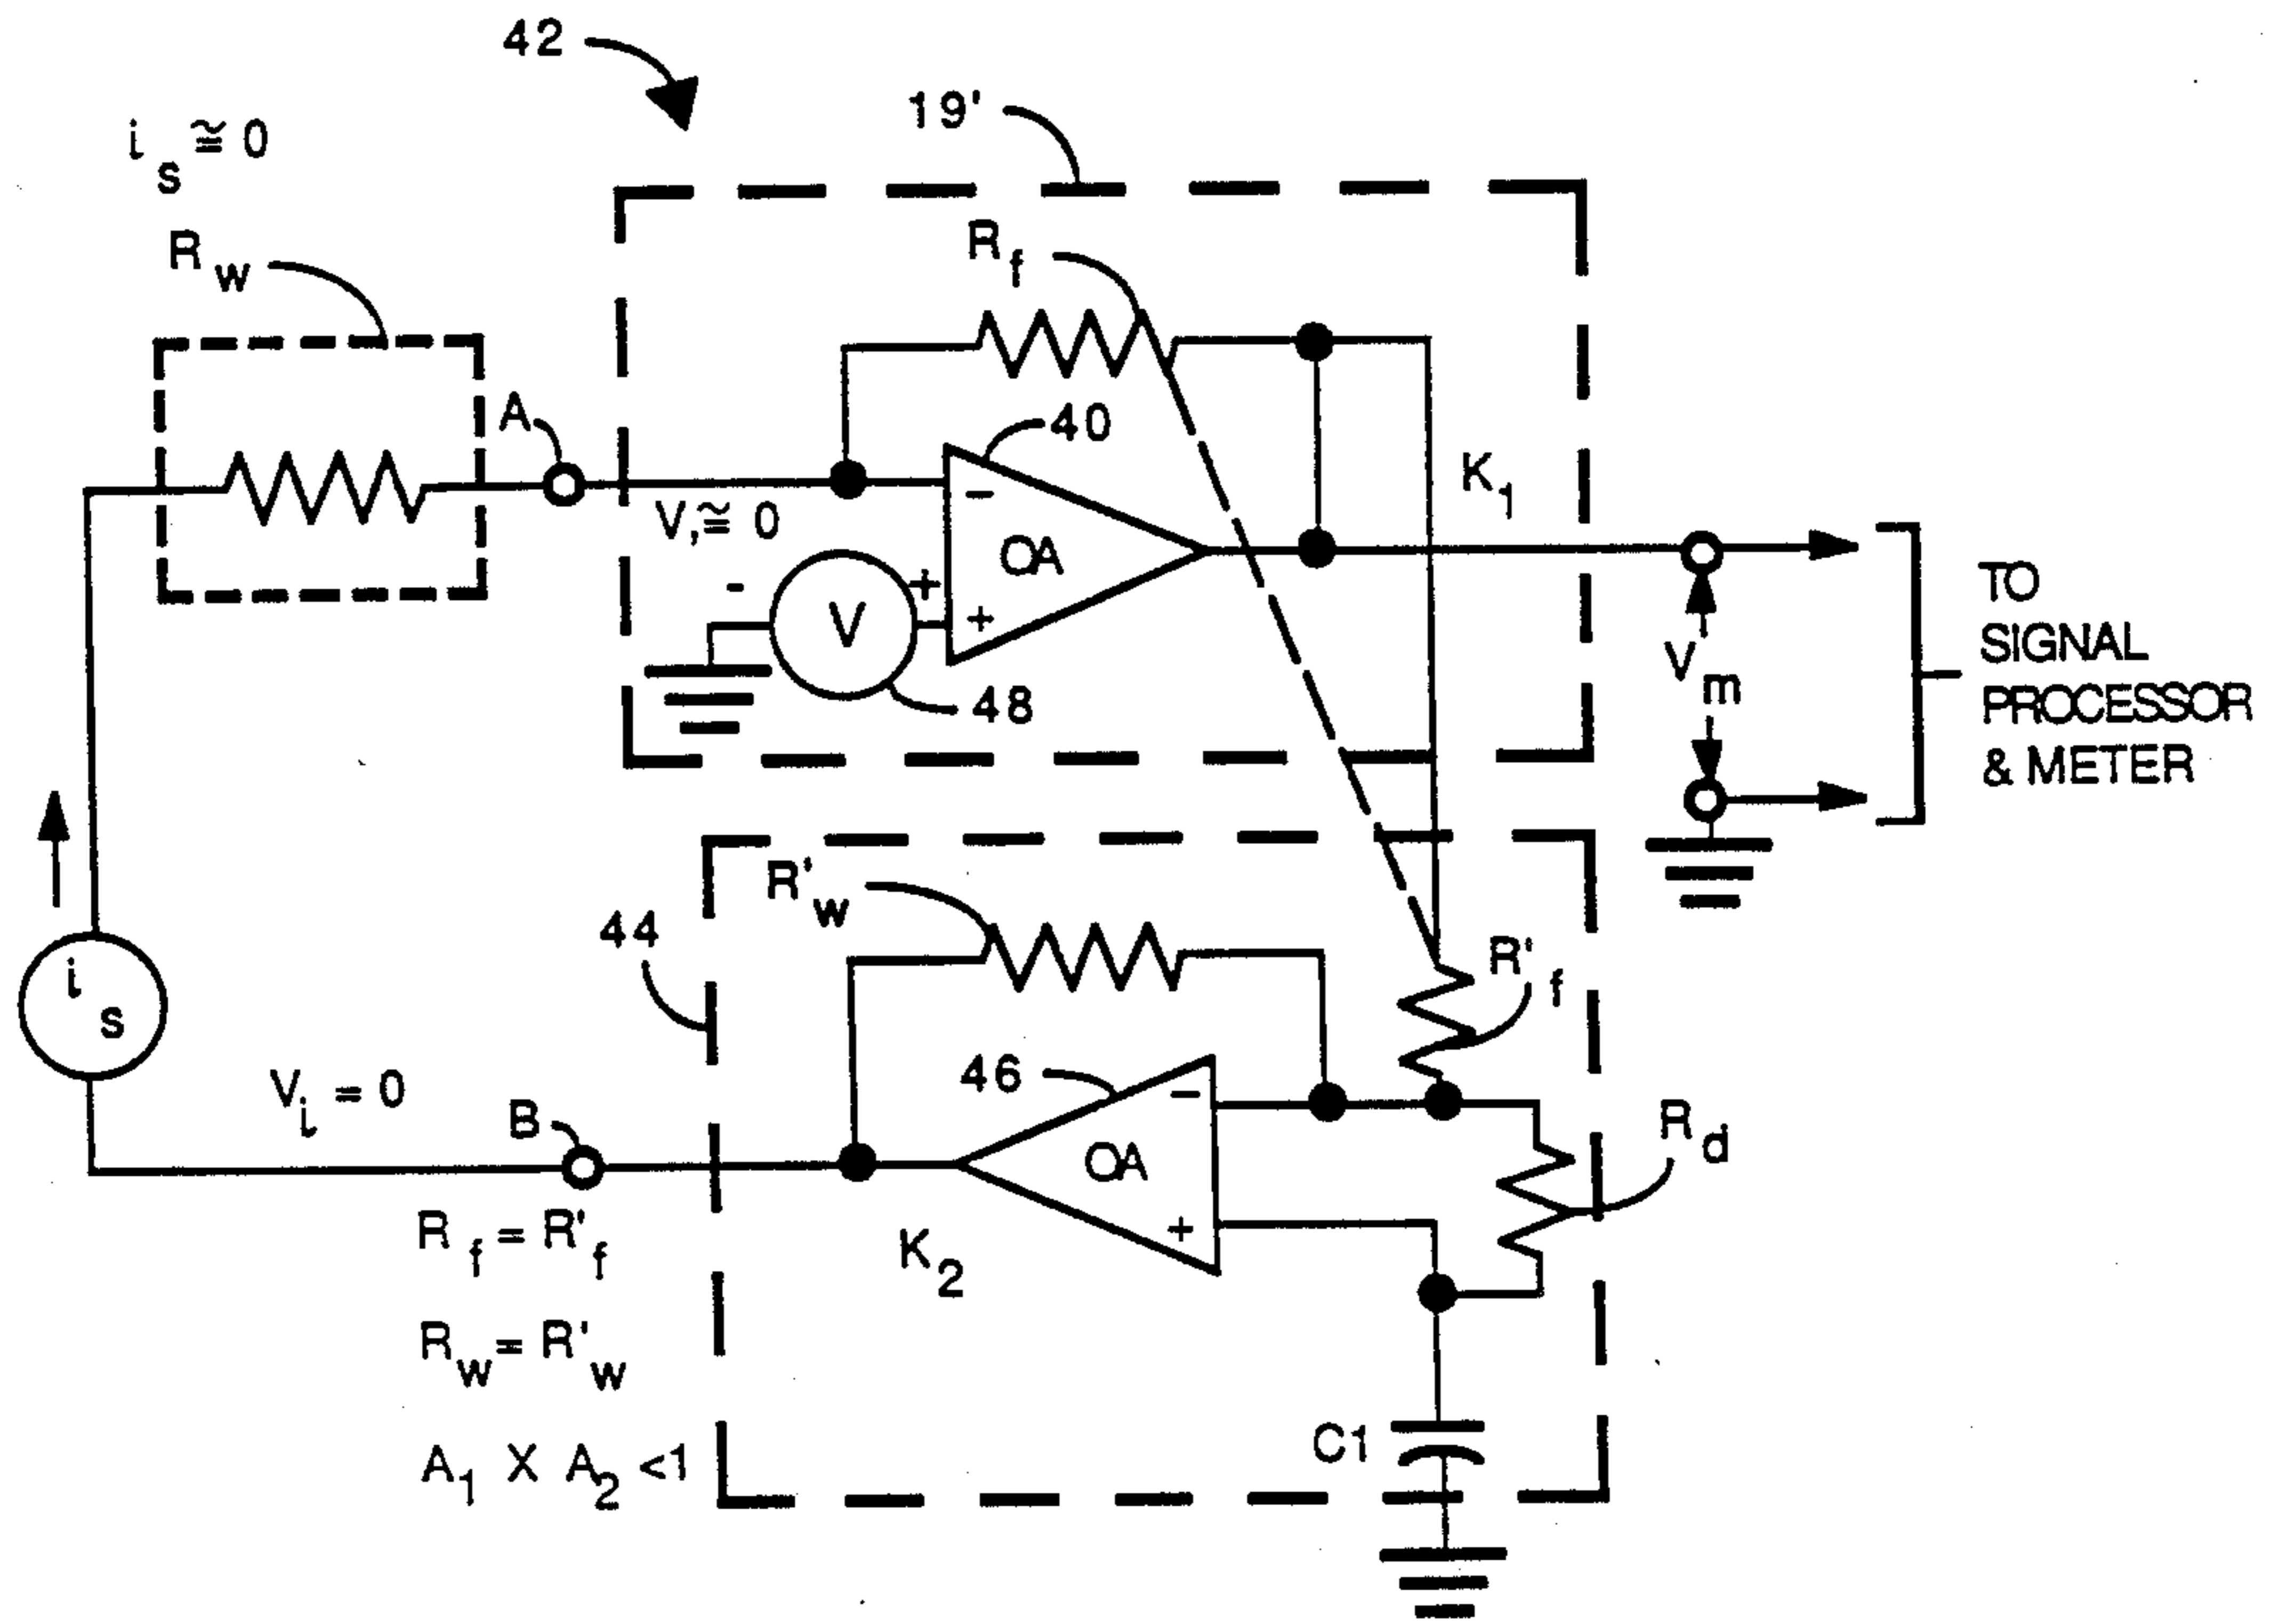 42
19'
i s ≅ 0
R w
R f
A
40
K 1
V, ≅ 0
-
OA
-
+
V
+
48
V m
TO
SIGNAL
PROCESSOR
& METER
R' w
44
R' f
i s
46
-
V i = 0
B
OA
R d
+
R f = R' f
K 2
R w = R' w
A 1 X A 2 <1
C1